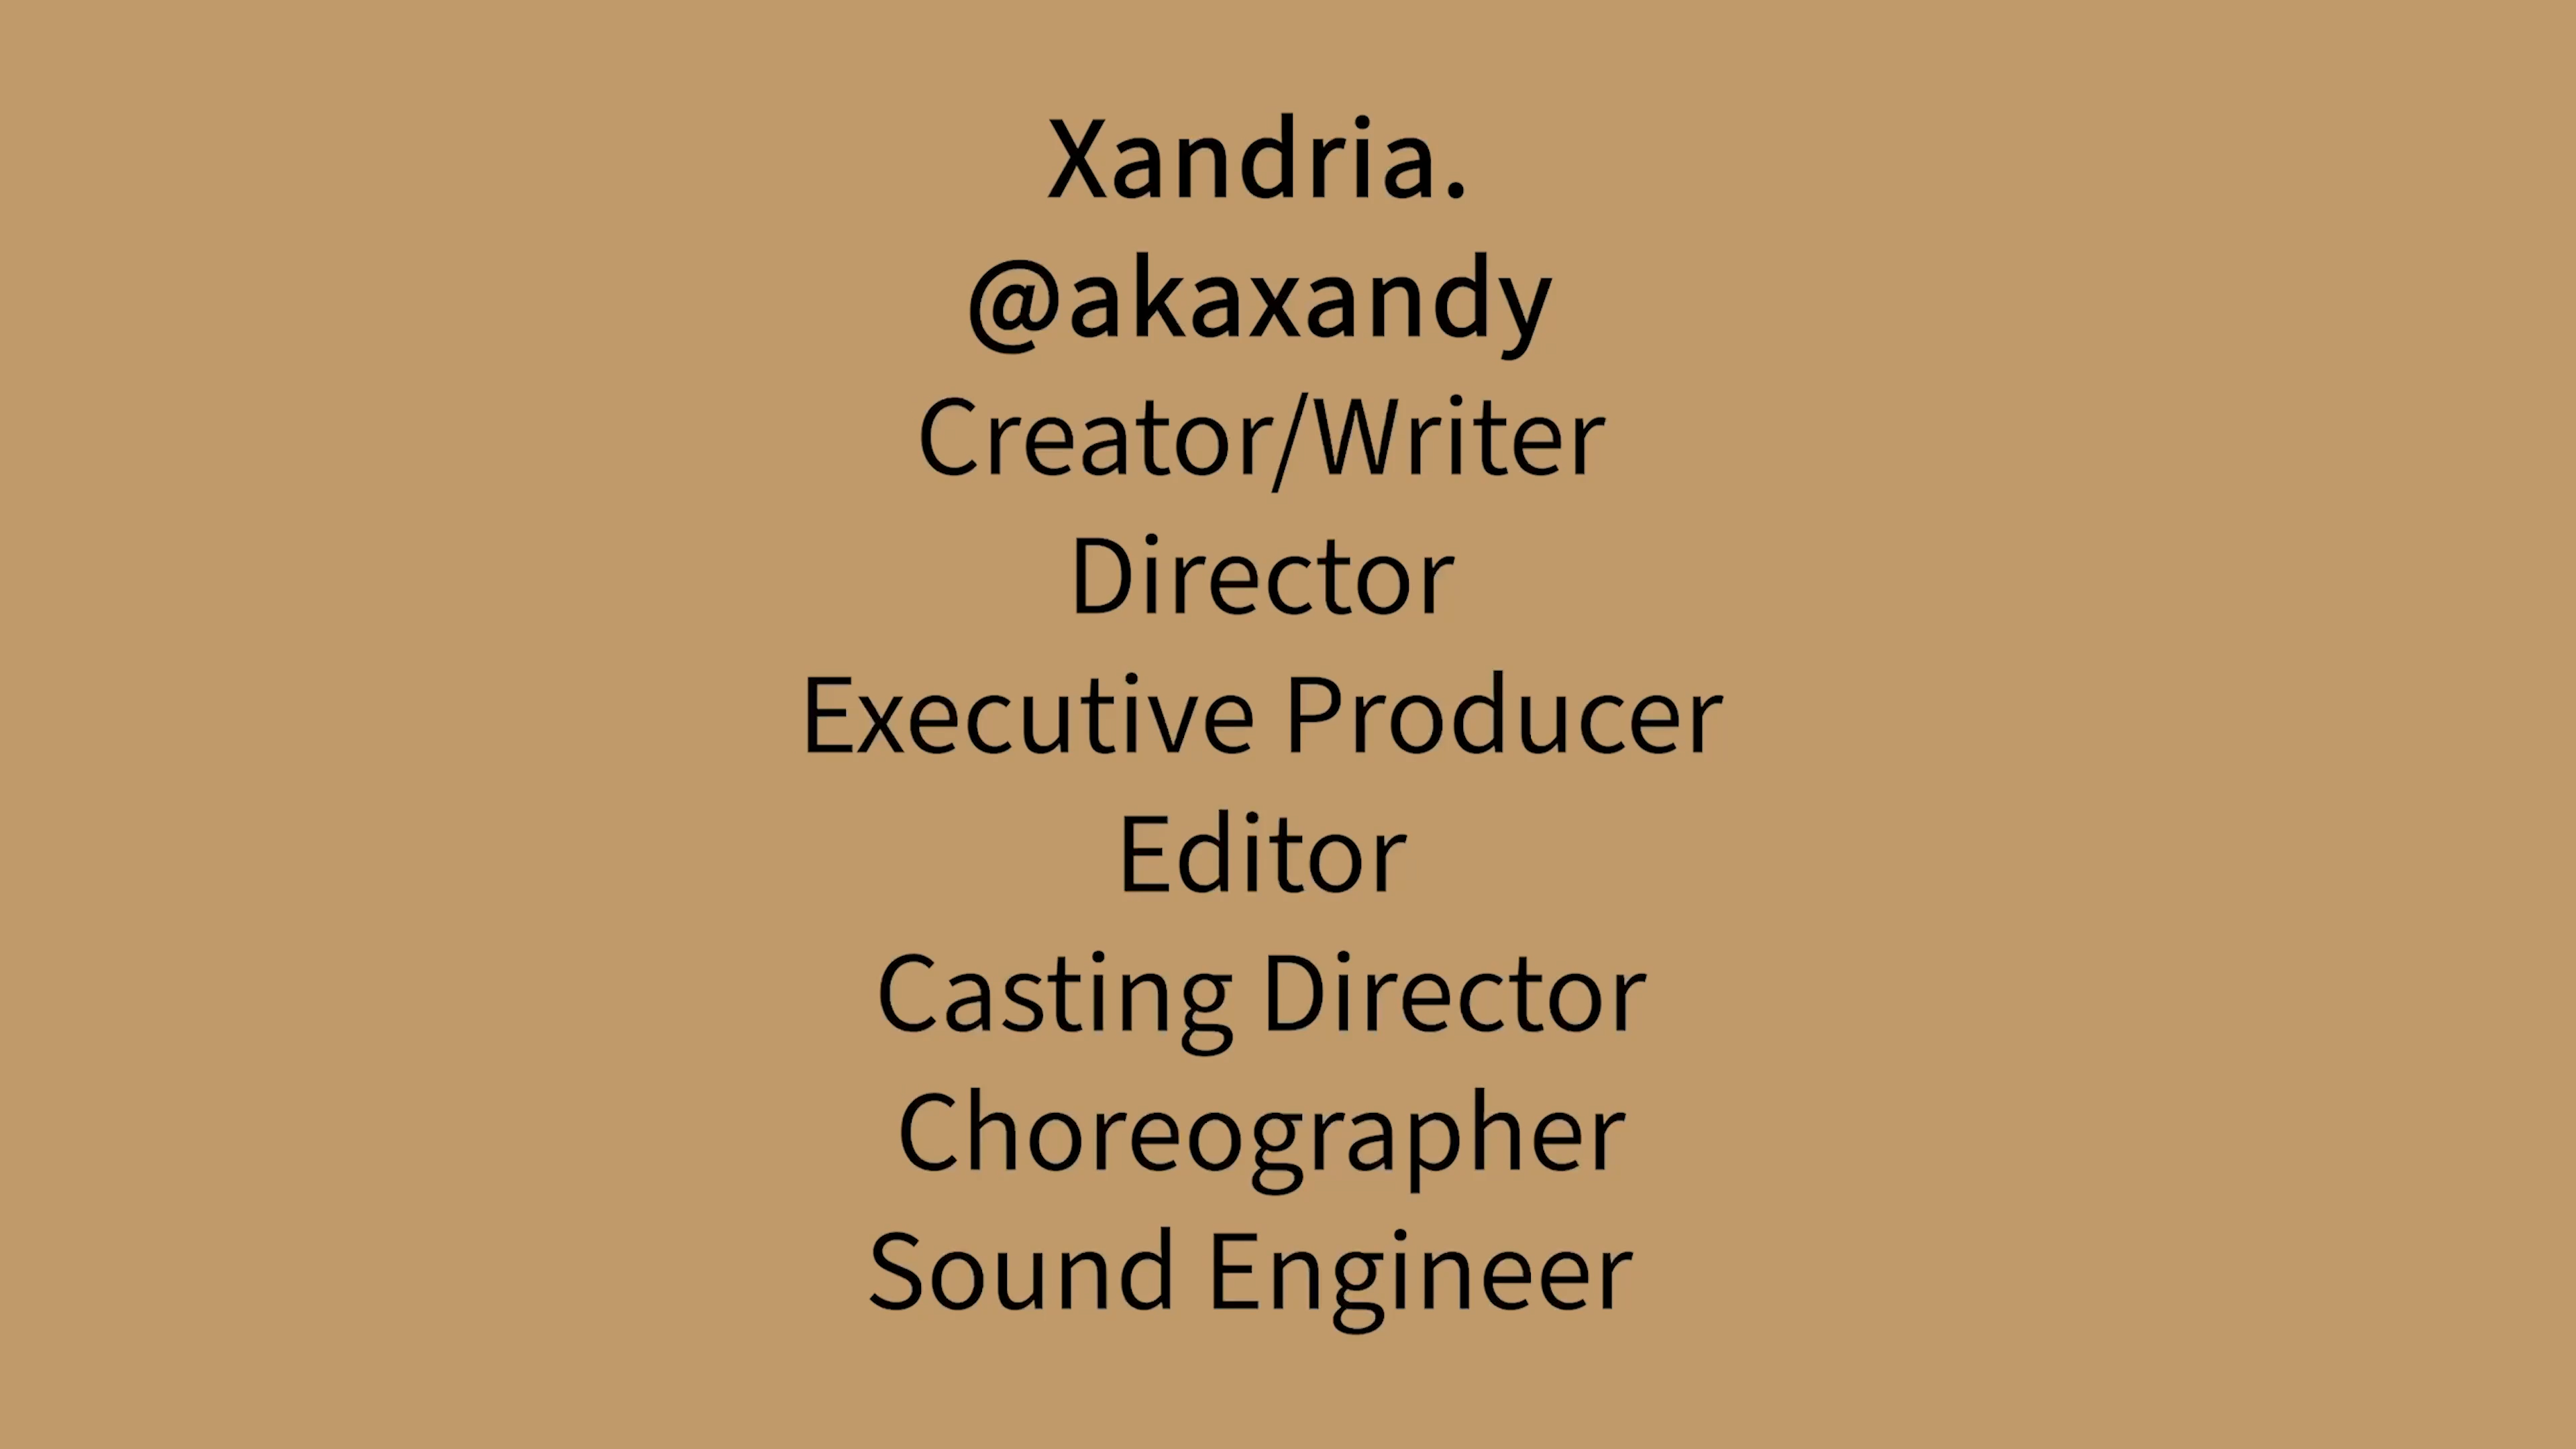 Xandria.
@akaxandy
Creator/Writer
Director
Executive Producer
Editor
Casting Director
Choreographer
Sound Engineer